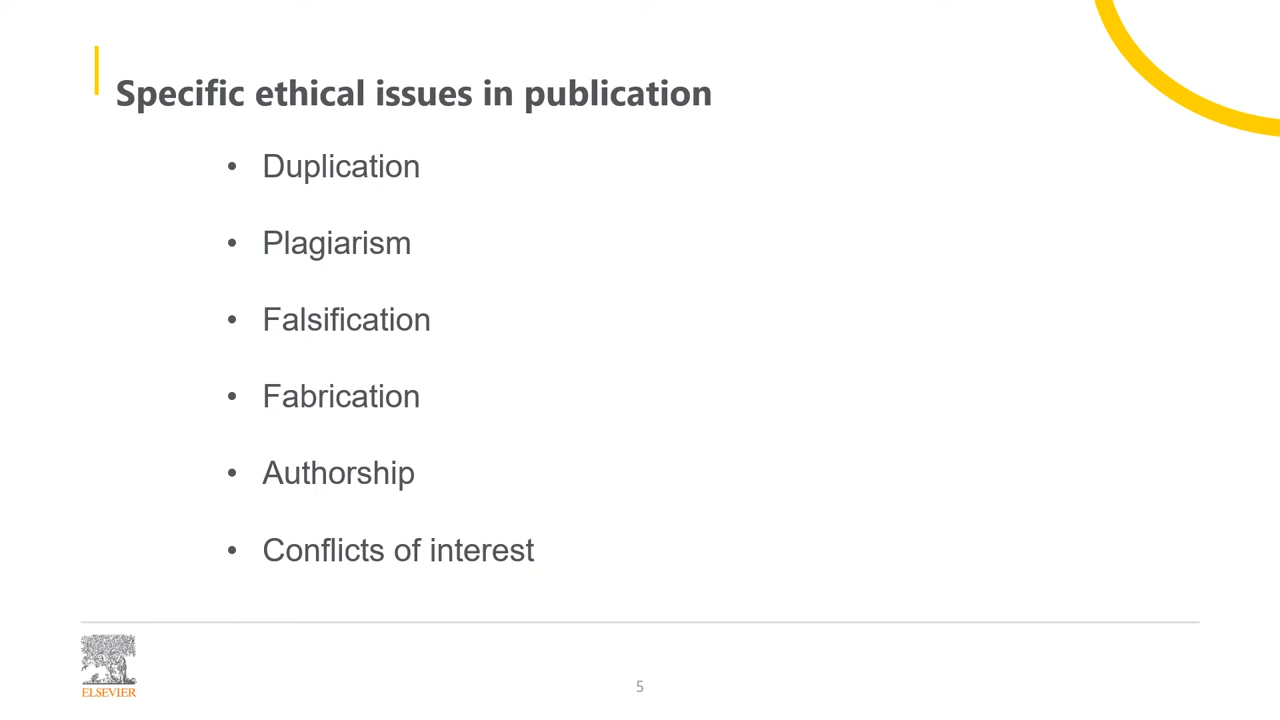 Specific ethical issues in publication
• Duplication
• Plagiarism
• Falsification
• Fabrication
• Authorship
• Conflicts of interest
ELSEVIER
5